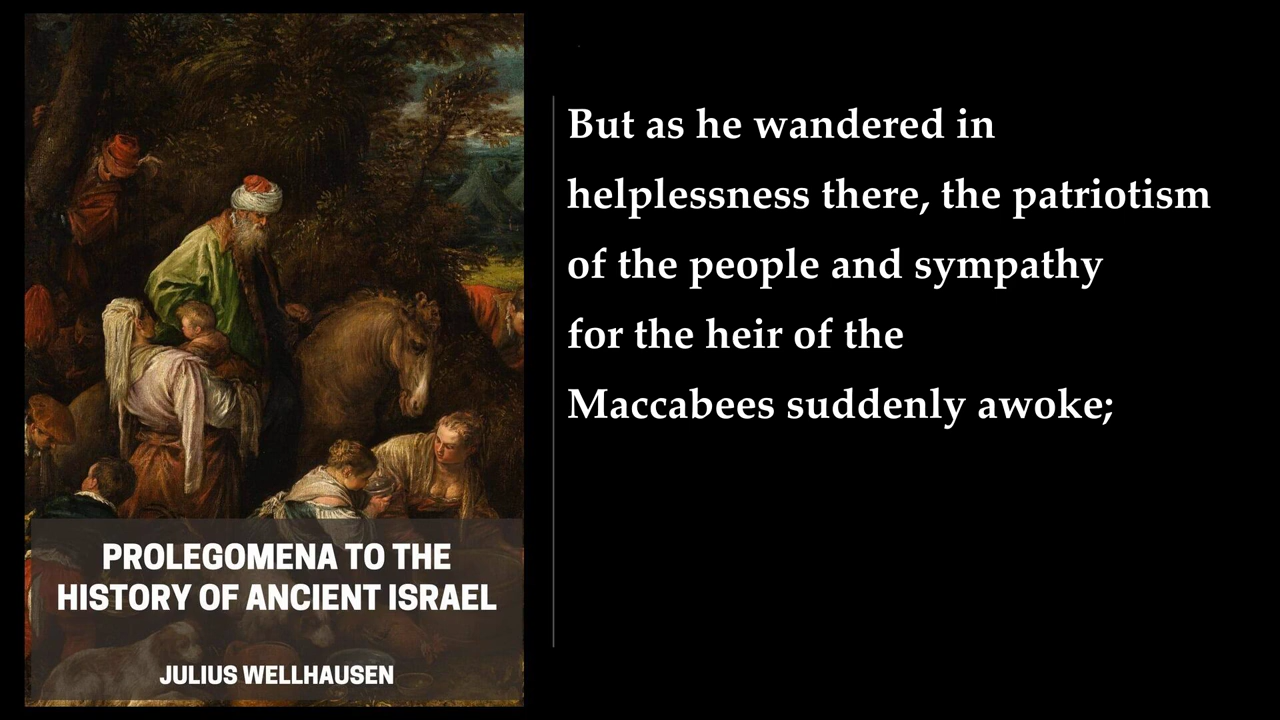 PROLEGOMENA TO THE
HISTORY OF ANCIENT ISRAEL
JULIUS WELLHAUSEN
But as he wandered in
helplessness there, the patriotism
of the people and sympathy
for the heir of the
Maccabees suddenly awoke;